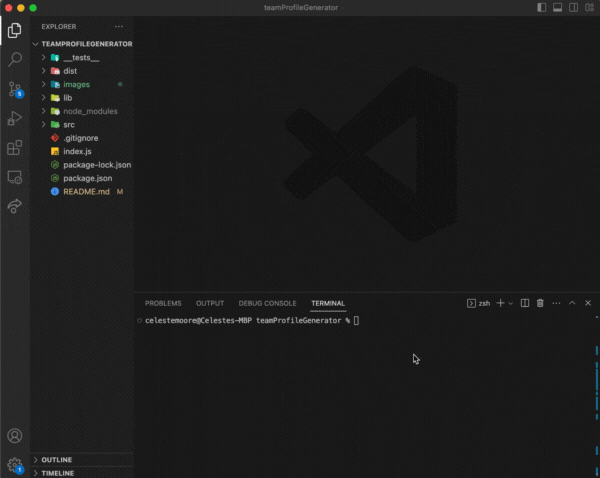 teamProfileGenerator
EXPLORER
TEAMPROFILEGENERATOR
__tests__
dist
images
lib
node_modules
src
.gitignore
index.js
package-lock.json
package.json
README.md M
5
PROBLEMS OUTPUT DEBUG CONSOLE TERMINAL zsh
celestemoore@Celestes-MBP teamProfileGenerator %
OUTLINE
1
TIMELINE